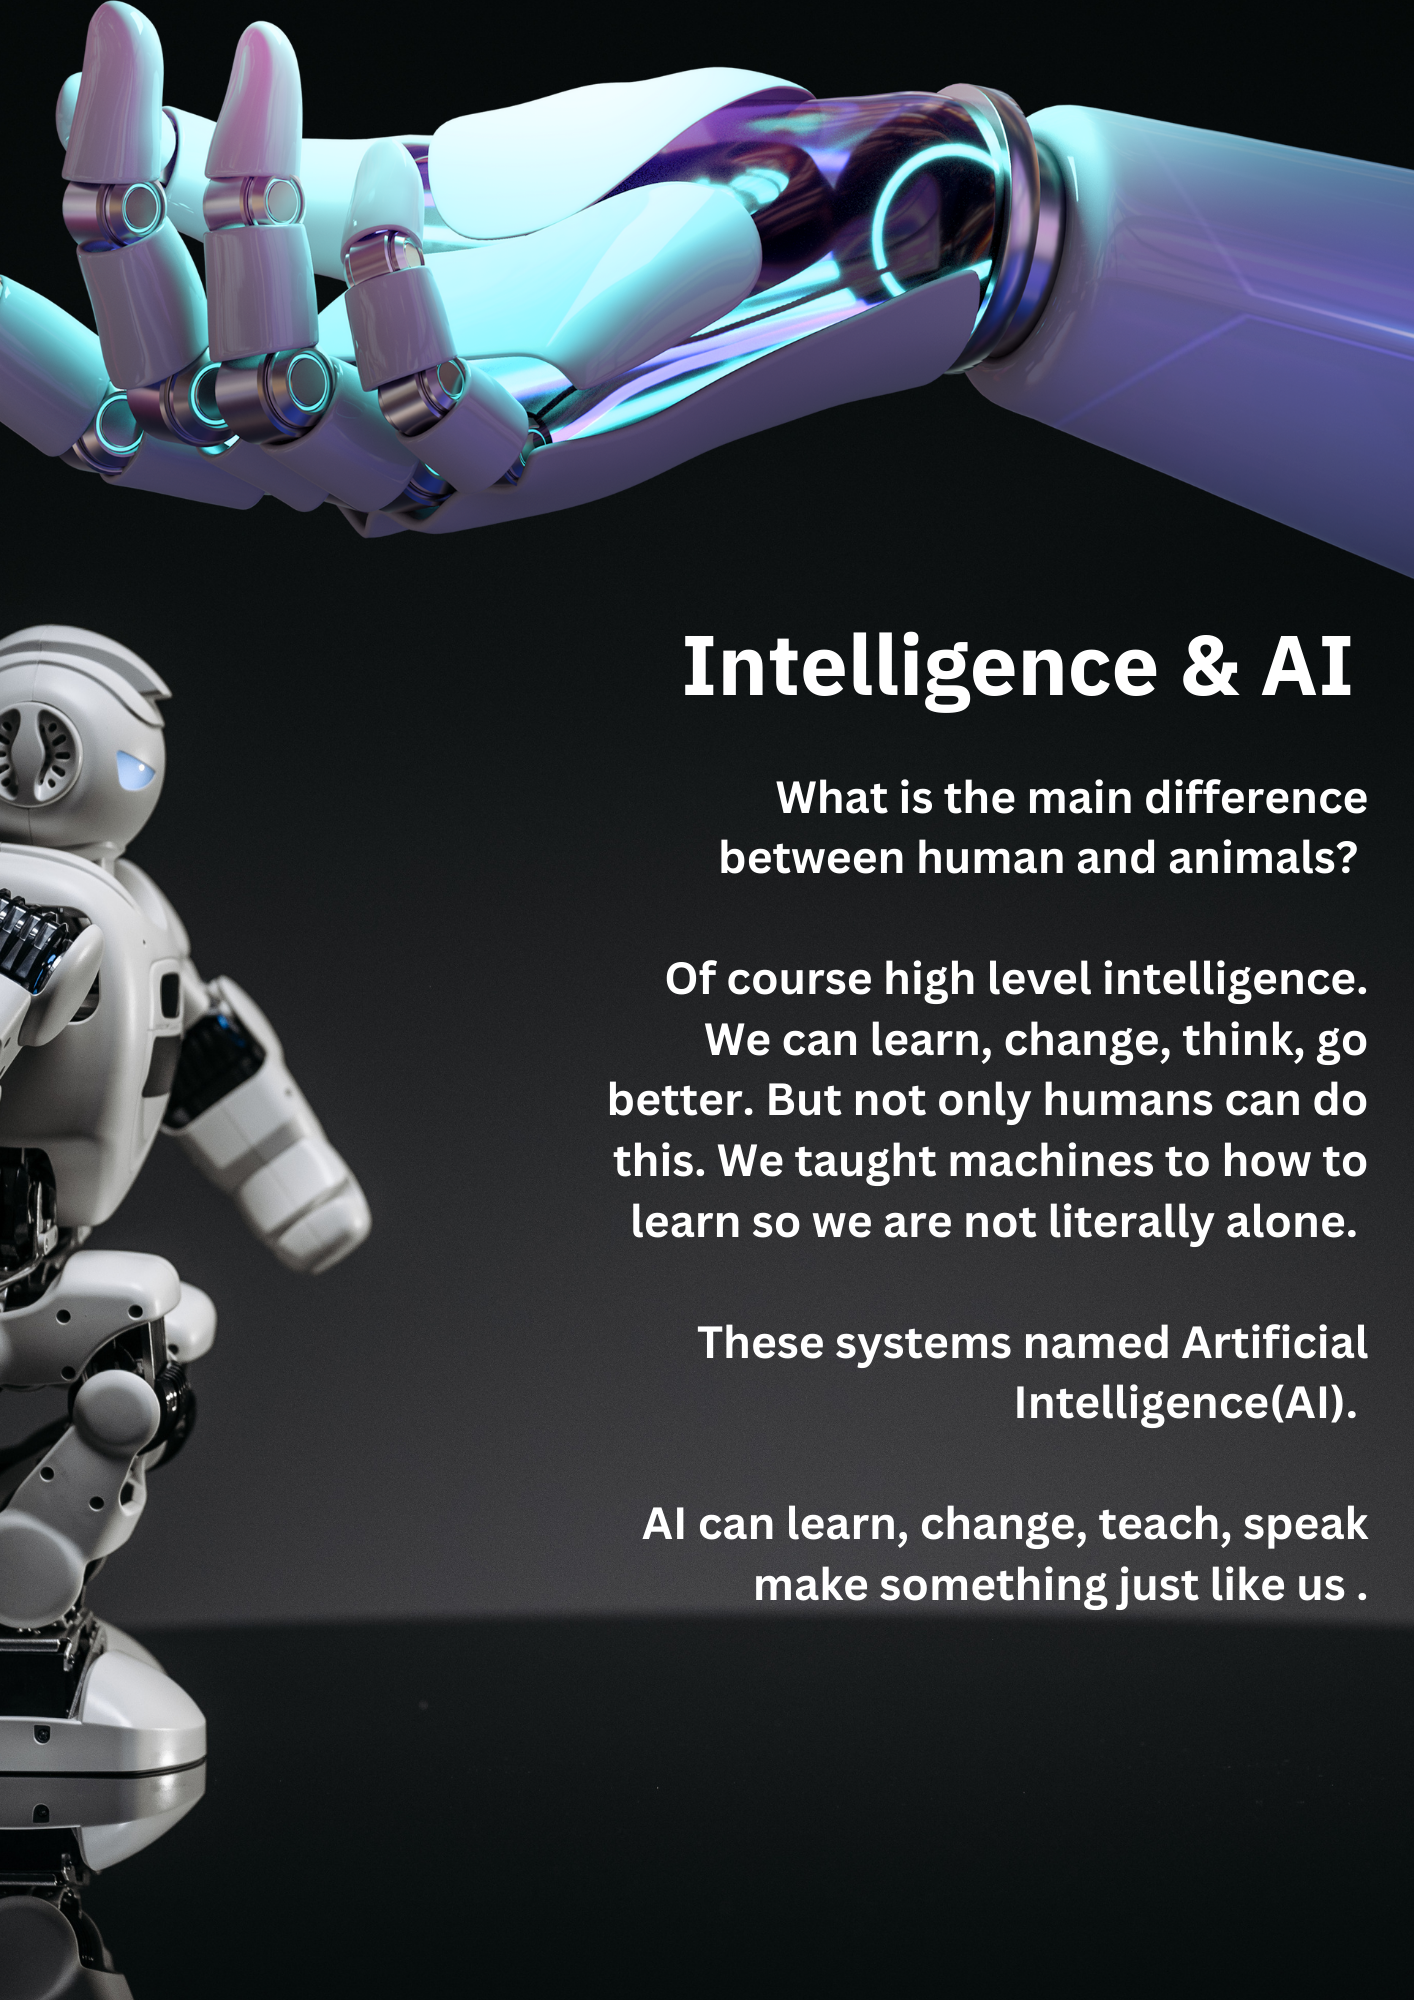 Intelligence & AI
What is the main difference
between human and animals?
Of course high level intelligence.
We can learn, change, think, go
better. But not only humans can do
this. We taught machines to how to
learn so we are not literally alone.
These systems named Artificial
Intelligence(AI).
AI can learn, change, teach, speak
make something just like us .